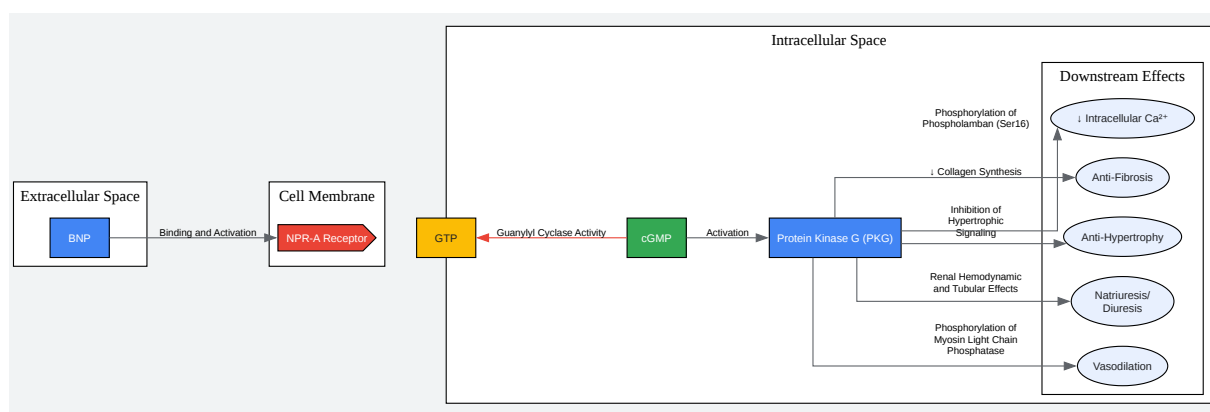 Intracellular Space
Downstream Effects
Phosphorylation of
Phospholamban (Ser16)
↓ Intracellular Ca²⁺
↓ Collagen Synthesis
Anti-Fibrosis
Extracellular Space
Cell Membrane
BNP
Binding and Activation
NPR-A Receptor
GTP
Guanylyl Cyclase Activity
cGMP
Activation
Protein Kinase G (PKG)
Inhibition of
Hypertrophic
Signaling
Anti-Hypertrophy
Renal Hemodynamic
and Tubular Effects
Natriuresis/
Diuresis
Phosphorylation of
Myosin Light Chain
Phosphatase
Vasodilation